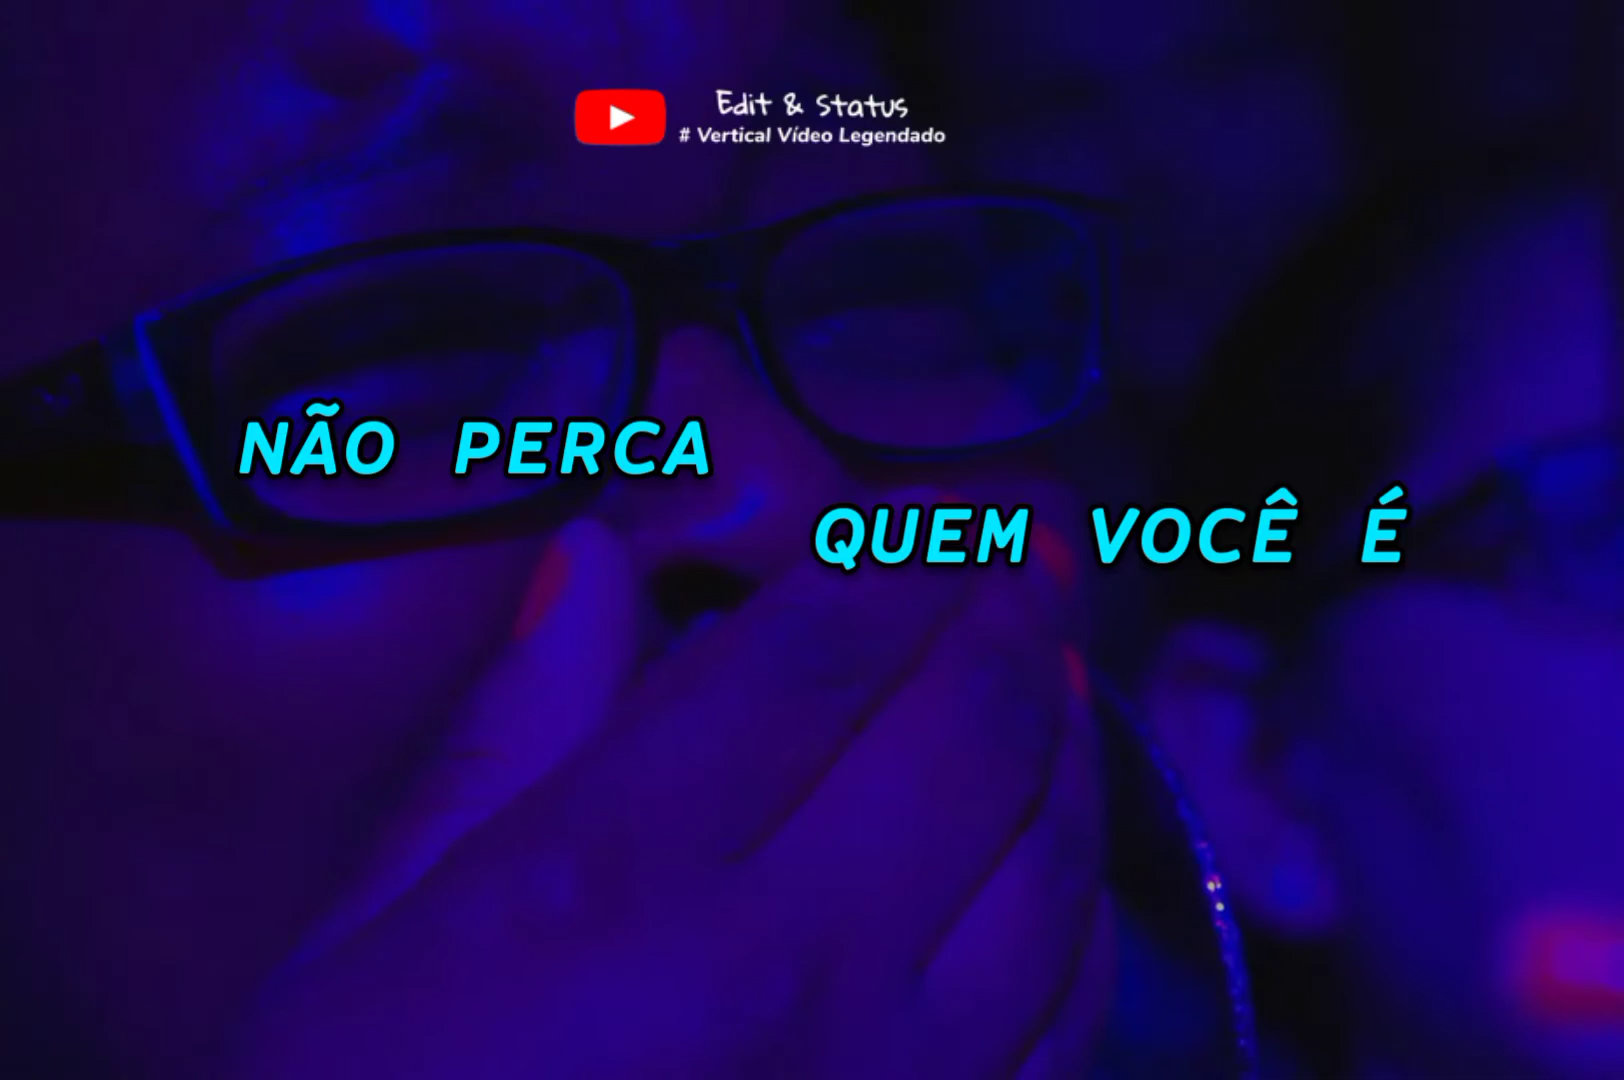 Edit & Status
# Vertical Vídeo Legendado
NÃO PERCA
QUEM VOCÊ É